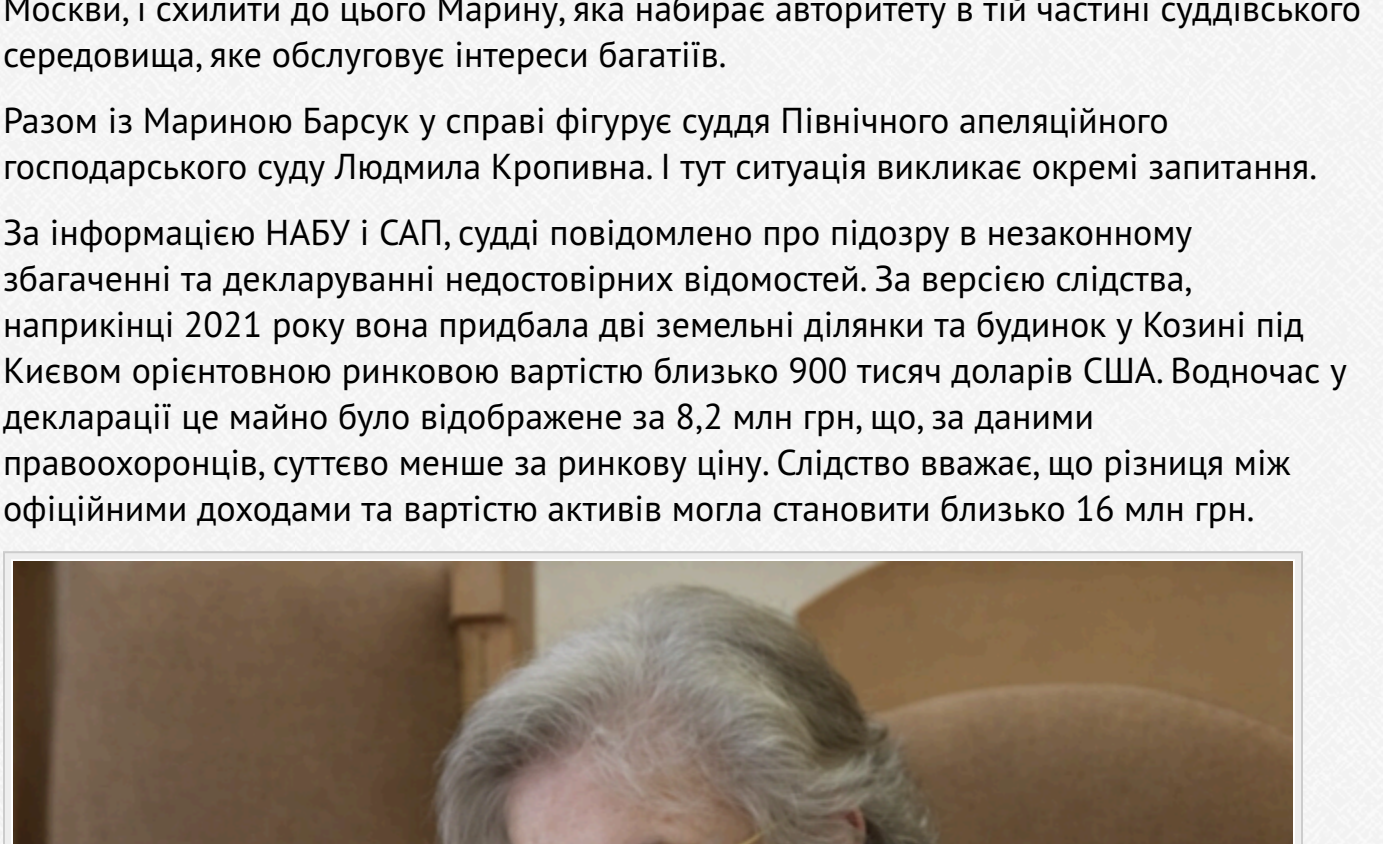 Москви, і схилити до цього Марину, яка набирає авторитету в тій частині суддівського
середовища, яке обслуговує інтереси багатіїв.
Разом із Мариною Барсук у справі фігурує суддя Північного апеляційного
господарського суду Людмила Кропивна. І тут ситуація викликає окремі запитання.
За інформацією НАБУ і САП, судді повідомлено про підозру в незаконному
збагаченні та декларуванні недостовірних відомостей. За версією слідства,
наприкінці 2021 року вона придбала дві земельні ділянки та будинок у Козині під
Києвом орієнтовною ринковою вартістю близько 900 тисяч доларів США. Водночас у
декларації це майно було відображене за 8,2 млн грн, що, за даними
правоохоронців, суттєво менше за ринкову ціну. Слідство вважає, що різниця між
офіційними доходами та вартістю активів могла становити близько 16 млн грн.